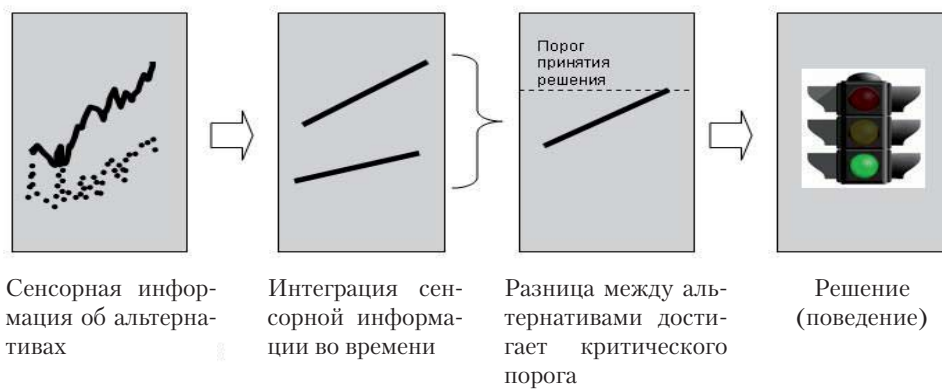 Порог
принятия
решения
Сенсорная инфор-
мация об альтерна-
тивах
Интеграция сен-
сорной информа-
ции во времени
Разница между аль-
тернативами дости-
гает критического
порога
Решение
(поведение)